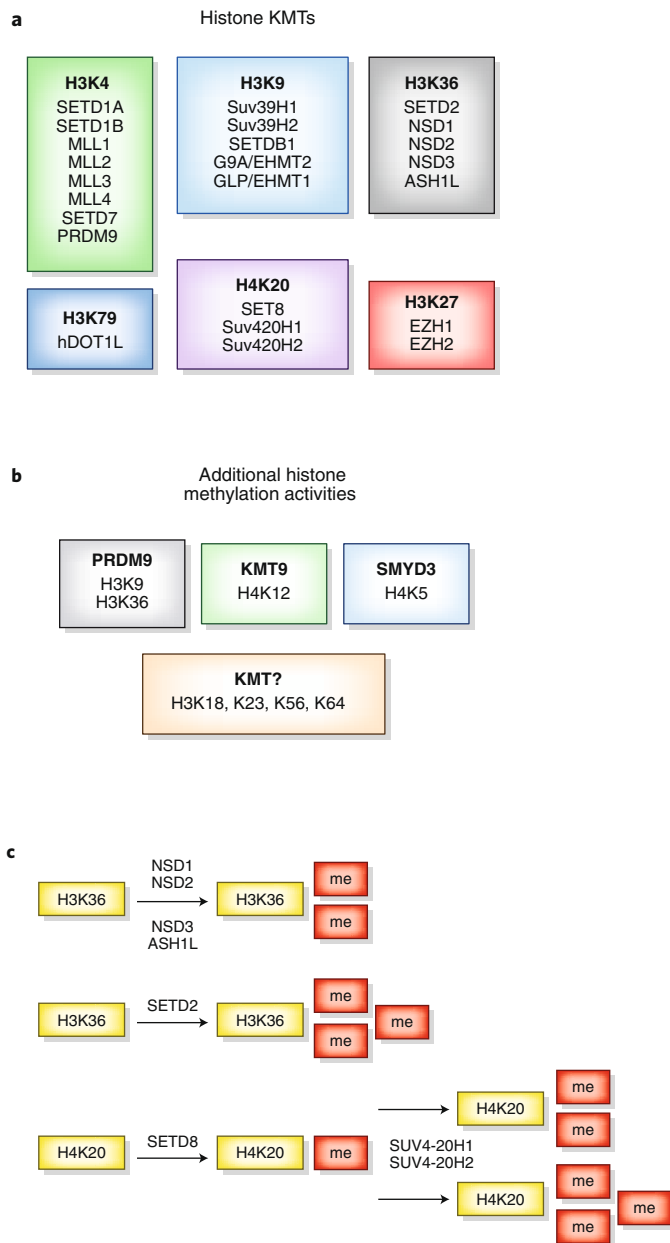 a
Histone KMTs
H3K4
SETD1A
SETD1B
MLL1
MLL2
MLL3
MLL4
SETD7
PRDM9
H3K9
Suv39H1
Suv39H2
SETDB1
G9A/EHMT2
GLP/EHMT1
H3K36
SETD2
NSD1
NSD2
NSD3
ASH1L
H3K79
hDOT1L
H4K20
SET8
Suv420H1
Suv420H2
H3K27
EZH1
EZH2
b
Additional histone
methylation activities
PRDM9
H3K9
H3K36
KMT9
H4K12
SMYD3
H4K5
KMT?
H3K18, K23, K56, K64
c
H3K36
NSD1
NSD2
NSD3
ASH1L
H3K36
me
me
H3K36
SETD2
H3K36
me
me
me
H4K20
SETD8
H4K20
me
SUV4-20H1
SUV4-20H2
H4K20
me
me
H4K20
me
me
me